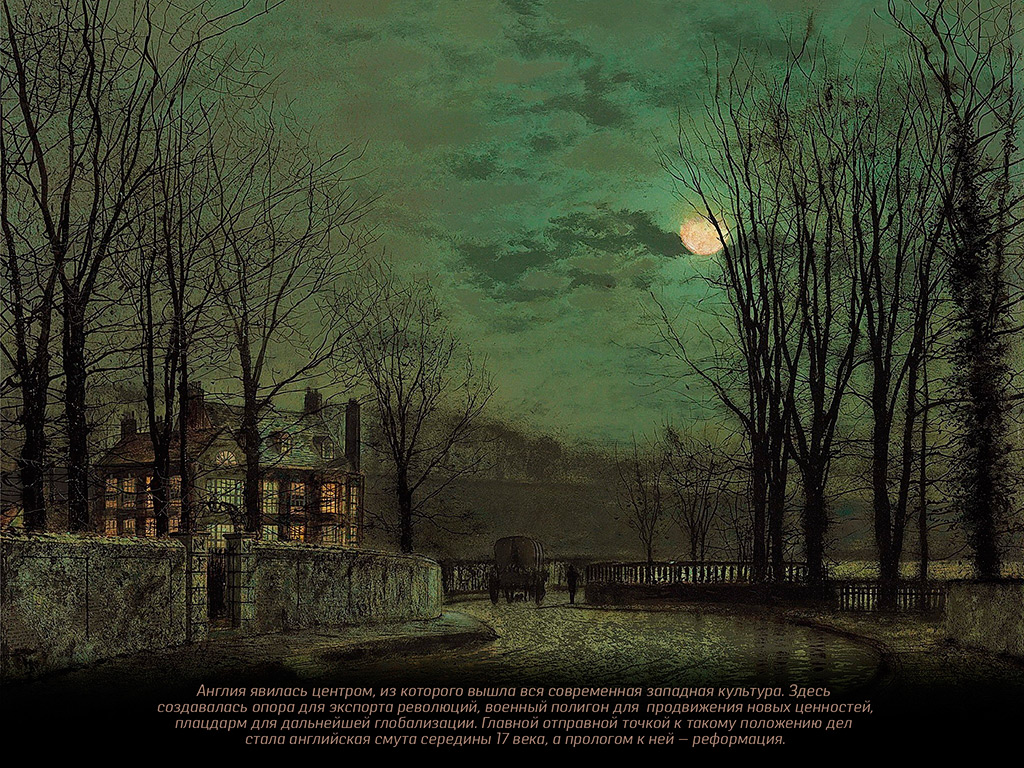 Англия явилась центром, из которого вышла вся современная западная культура. Здесь
создавалась опора для экспорта революций, военный полигон для продвижения новых ценностей,
плацдарм для дальнейшей глобализации. Главной отправной точкой к такому положению дел
стала английская смута середины 17 века, а прологом к ней – реформация.